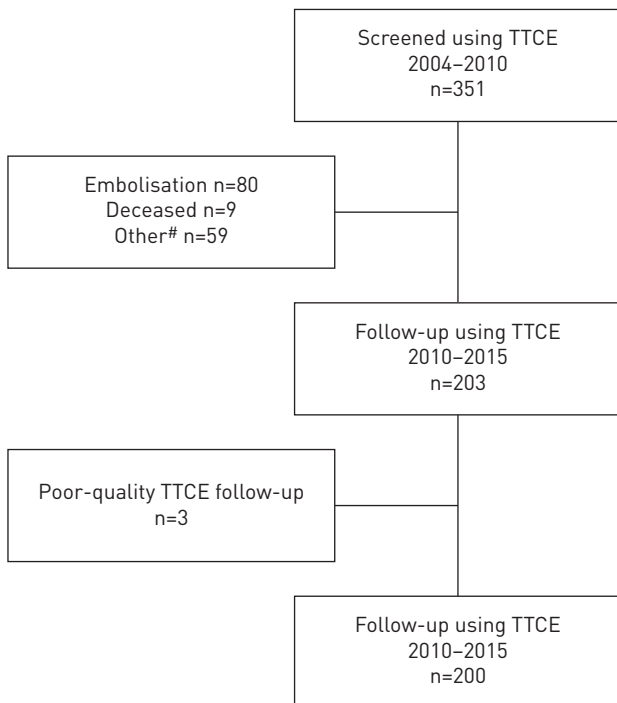 Screened using TTCE
2004–2010
n=351
Embolisation n=80
Deceased n=9
Other# n=59
Follow-up using TTCE
2010–2015
n=203
Poor-quality TTCE follow-up
n=3
Follow-up using TTCE
2010–2015
n=200